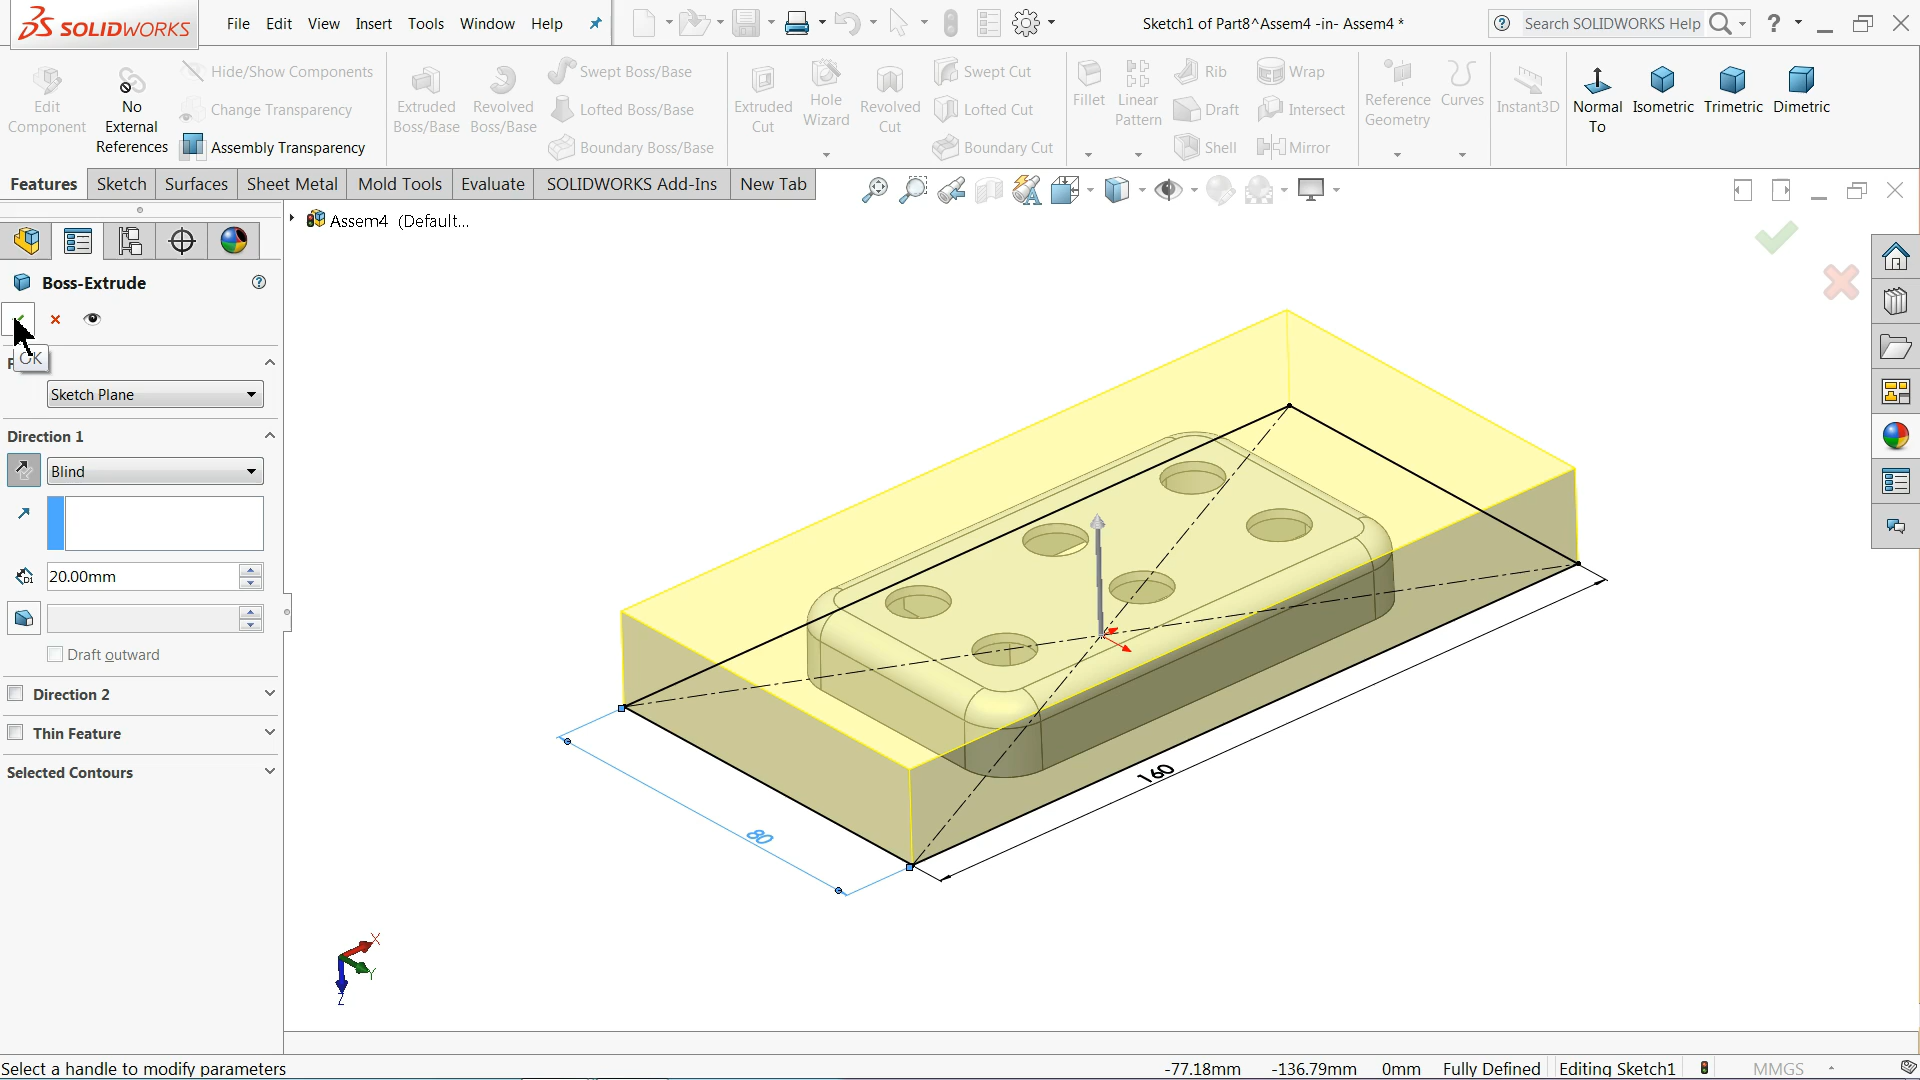 SOLIDWORKS
File Edit View Insert Tools Window Help
Sketch1 of Part8^Assem4 -in- Assem4 *
Search SOLIDWORKS Help
Edit Component
No External References
Hide/Show Components
Change Transparency
Assembly Transparency
Extruded Boss/Base
Revolved Boss/Base
Swept Boss/Base
Lofted Boss/Base
Boundary Boss/Base
Extruded Cut
Hole Wizard
Revolved Cut
Swept Cut
Lofted Cut
Boundary Cut
Fillet
Linear Pattern
Rib
Draft
Shell
Wrap
Intersect
Mirror
Reference Geometry
Curves
Instant3D
Normal To
Isometric
Trimetric
Dimetric
Features Sketch Surfaces Sheet Metal Mold Tools Evaluate SOLIDWORKS Add-Ins New Tab
Assem4 (Default...
Boss-Extrude
OK
Sketch Plane
Direction 1
Blind
20.00mm
Draft outward
Direction 2
Thin Feature
Selected Contours
160
80
X
Y
Z
Select a handle to modify parameters
-77.18mm -136.79mm 0mm Fully Defined Editing Sketch1 MMGS